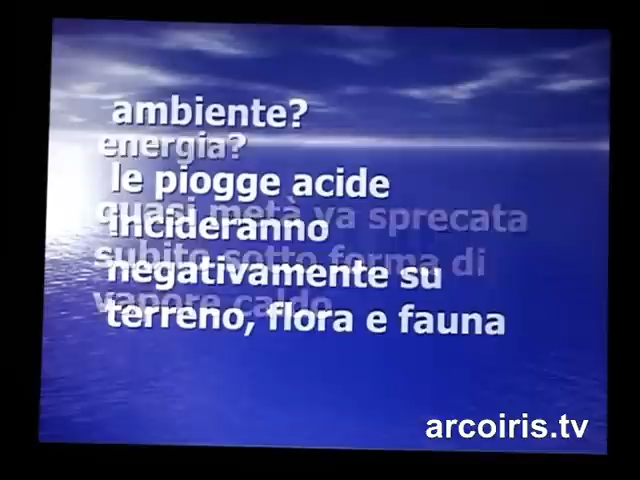 ambiente?
energia?
le piogge acide
quasi metà va sprecata
incideranno
subito sotto forma di
negativamente su
vapore caldo
terreno, flora e fauna
arcoiris.tv